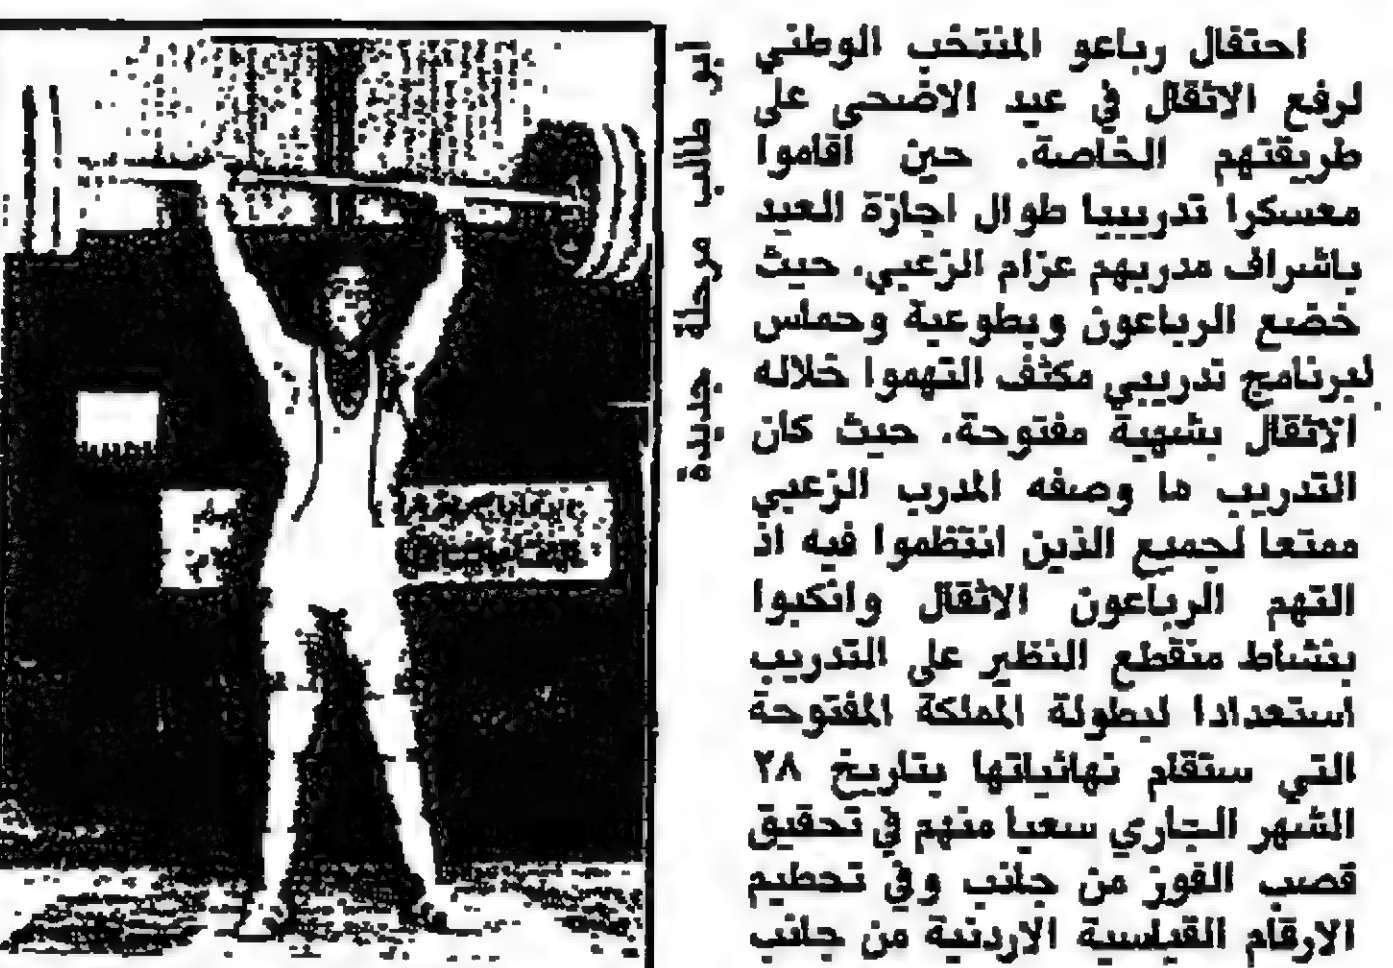 احتفال رباعو المنتخب الوطني
لرفع الاثقال في عيد الاضحى على
طريقتهم الخاصة. حين اقاموا
معسكرا تدريبيا طوال اجازة العيد
باشراف مدربهم عزام الزعبي. حيث
خضع الرباعون وبطوعية وحماس
لبرنامج تدريبي مكثف التهموا خلاله
الاثقال بشهية مفتوحة. حيث كان
التدريب ما وصفه المدرب الزعبي
ممتعا لجميع الذين انتظموا فيه اذ
التهم الرباعون الاثقال وانكبوا
بنشاط منقطع النظير على التدريب
استعدادا لبطولة المملكة المفتوحة
التي ستقام نهائياتها بتاريخ ٢٨
الشهر الجاري سعيا منهم في تحقيق
قصب الفوز من جانب وفي تحطيم
الارقام القياسية الاردنية من جانب
ابو طالب مرحلة جديدة